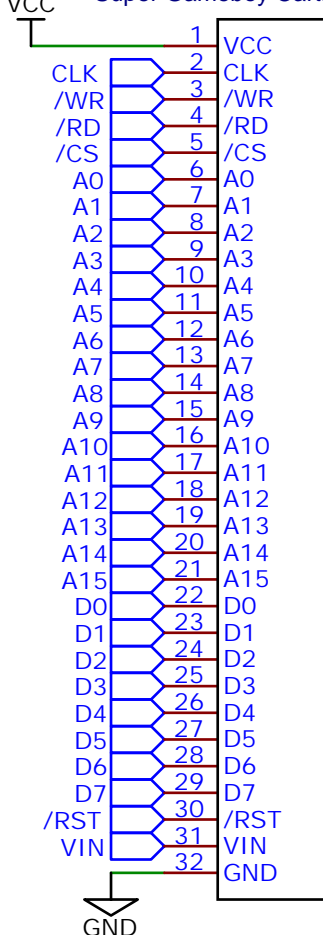 VCC
1 VCC
CLK 2 CLK
/WR 3 /WR
/RD 4 /RD
/CS 5 /CS
A0 6 A0
A1 7 A1
A2 8 A2
A3 9 A3
A4 10 A4
A5 11 A5
A6 12 A6
A7 13 A7
A8 14 A8
A9 15 A9
A10 16 A10
A11 17 A11
A12 18 A12
A13 19 A13
A14 20 A14
A15 21 A15
D0 22 D0
D1 23 D1
D2 24 D2
D3 25 D3
D4 26 D4
D5 27 D5
D6 28 D6
D7 29 D7
/RST 30 /RST
VIN 31 VIN
32 GND
GND